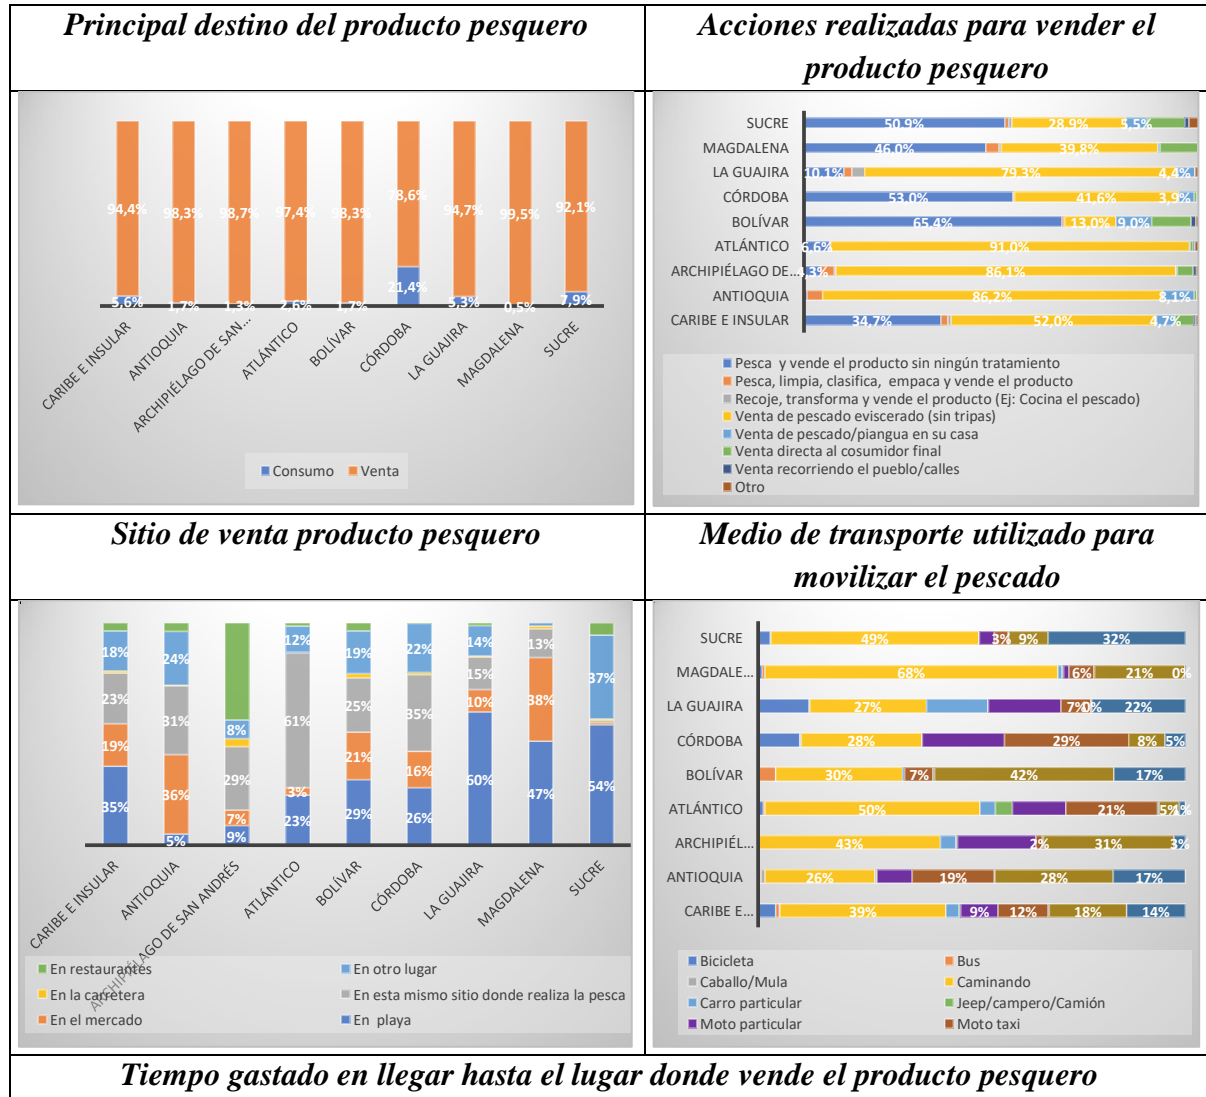 Principal destino del producto pesquero
94,4%
98,3%
98,7%
97,4%
98,3%
78,6%
94,7%
99,5%
92,1%
5,6%
1,7%
1,3%
2,6%
1,7%
21,4%
5,3%
0,5%
7,9%
CARIBE E INSULAR
ANTIOQUIA
ARCHIPIÉLAGO DE SAN...
ATLÁNTICO
BOLÍVAR
CÓRDOBA
LA GUAJIRA
MAGDALENA
SUCRE
Consumo Venta
Acciones realizadas para vender el
producto pesquero
SUCRE 50,9% 28,9% 5,5%
MAGDALENA 46,0% 39,8%
LA GUAJIRA 10,1% 79,3% 4,4%
CÓRDOBA 53,0% 41,6% 3,9%
BOLÍVAR 65,4% 13,0% 9,0%
ATLÁNTICO 6,6% 91,0%
ARCHIPIÉLAGO DE... 4,3% 86,1%
ANTIOQUIA 86,2% 8,1%
CARIBE E INSULAR 34,7% 52,0% 4,7%
Pesca y vende el producto sin ningún tratamiento
Pesca, limpia, clasifica, empaca y vende el producto
Recoje, transforma y vende el producto (Ej: Cocina el pescado)
Venta de pescado eviscerado (sin tripas)
Venta de pescado/piangua en su casa
Venta directa al cosumidor final
Venta recorriendo el pueblo/calles
Otro
Sitio de venta producto pesquero
18% 24% 8% 12% 19% 22% 14% 13% 37%
23% 31% 29% 61% 25% 35% 15%
19% 36% 7% 3% 21% 16% 10% 38%
35% 5% 9% 23% 29% 26% 60% 47% 54%
CARIBE E INSULAR
ANTIOQUIA
ARCHIPIÉLAGO DE SAN ANDRÉS
ATLÁNTICO
BOLÍVAR
CÓRDOBA
LA GUAJIRA
MAGDALENA
SUCRE
En restaurantes En otro lugar
En la carretera En esta mismo sitio donde realiza la pesca
En el mercado En playa
Medio de transporte utilizado para
movilizar el pescado
SUCRE 49% 3% 9% 32%
MAGDALE... 68% 6% 21% 0%
LA GUAJIRA 27% 7% 0% 22%
CÓRDOBA 28% 29% 8% 5%
BOLÍVAR 30% 7% 42% 17%
ATLÁNTICO 50% 21% 5% 1%
ARCHIPIÉL... 43% 2% 31% 3%
ANTIOQUIA 26% 19% 28% 17%
CARIBE E... 39% 9% 12% 18% 14%
Bicicleta Bus
Caballo/Mula Caminando
Carro particular Jeep/campero/Camión
Moto particular Moto taxi
Tiempo gastado en llegar hasta el lugar donde vende el producto pesquero